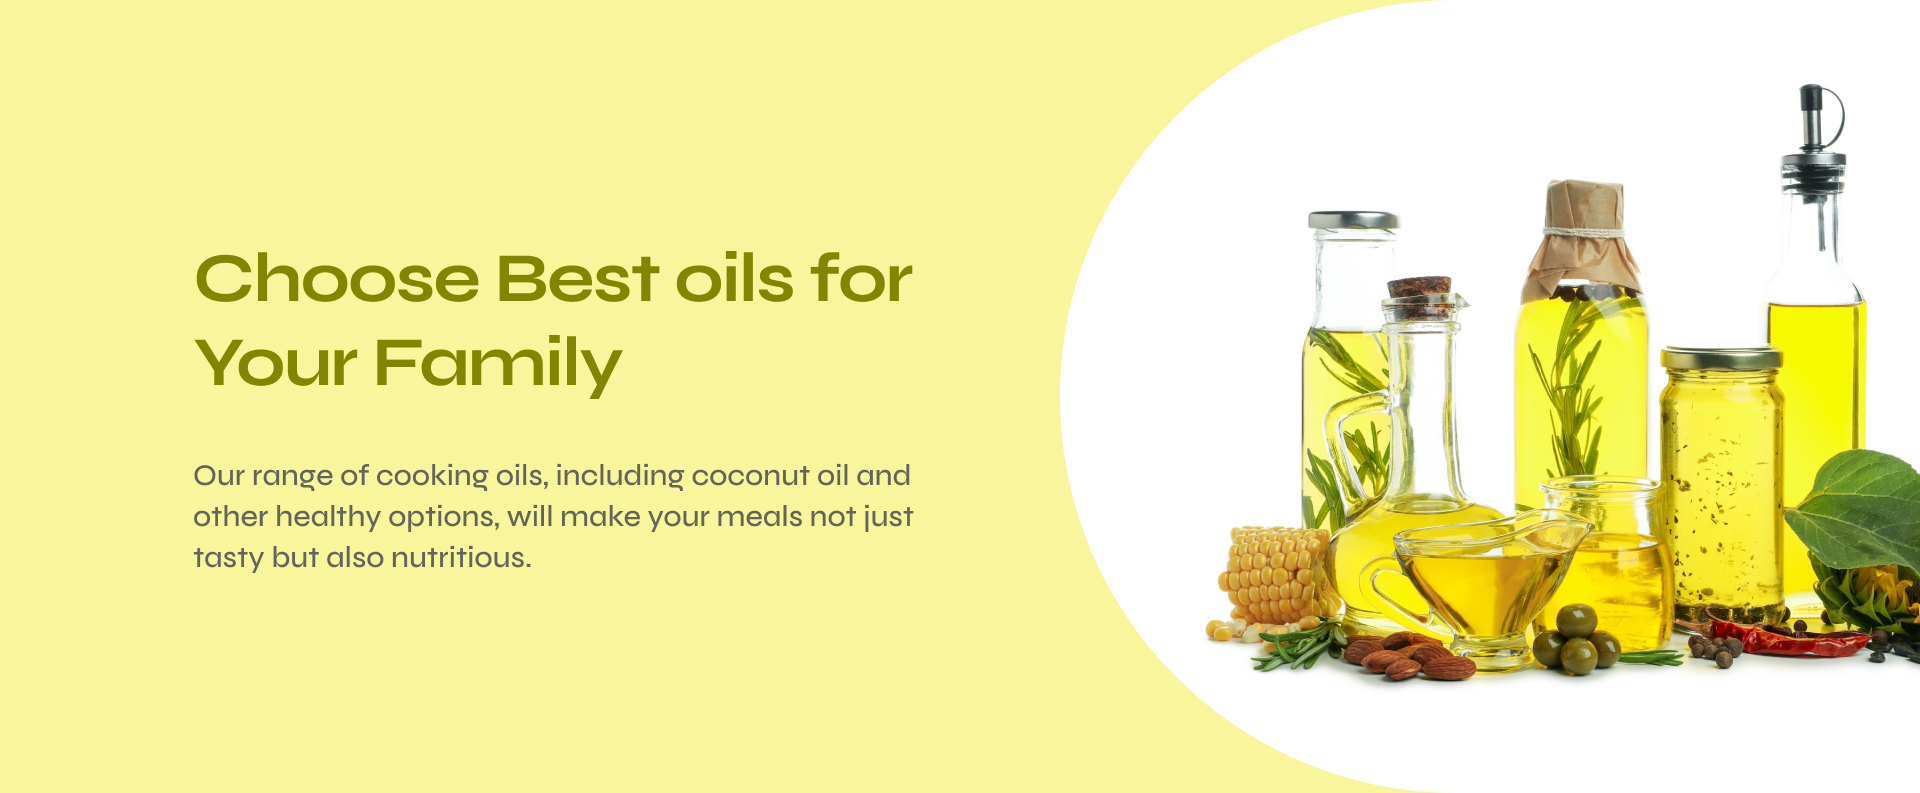 Choose Best oils for
Your Family
Our range of cooking oils, including coconut oil and
other healthy options, will make your meals not just
tasty but also nutritious.